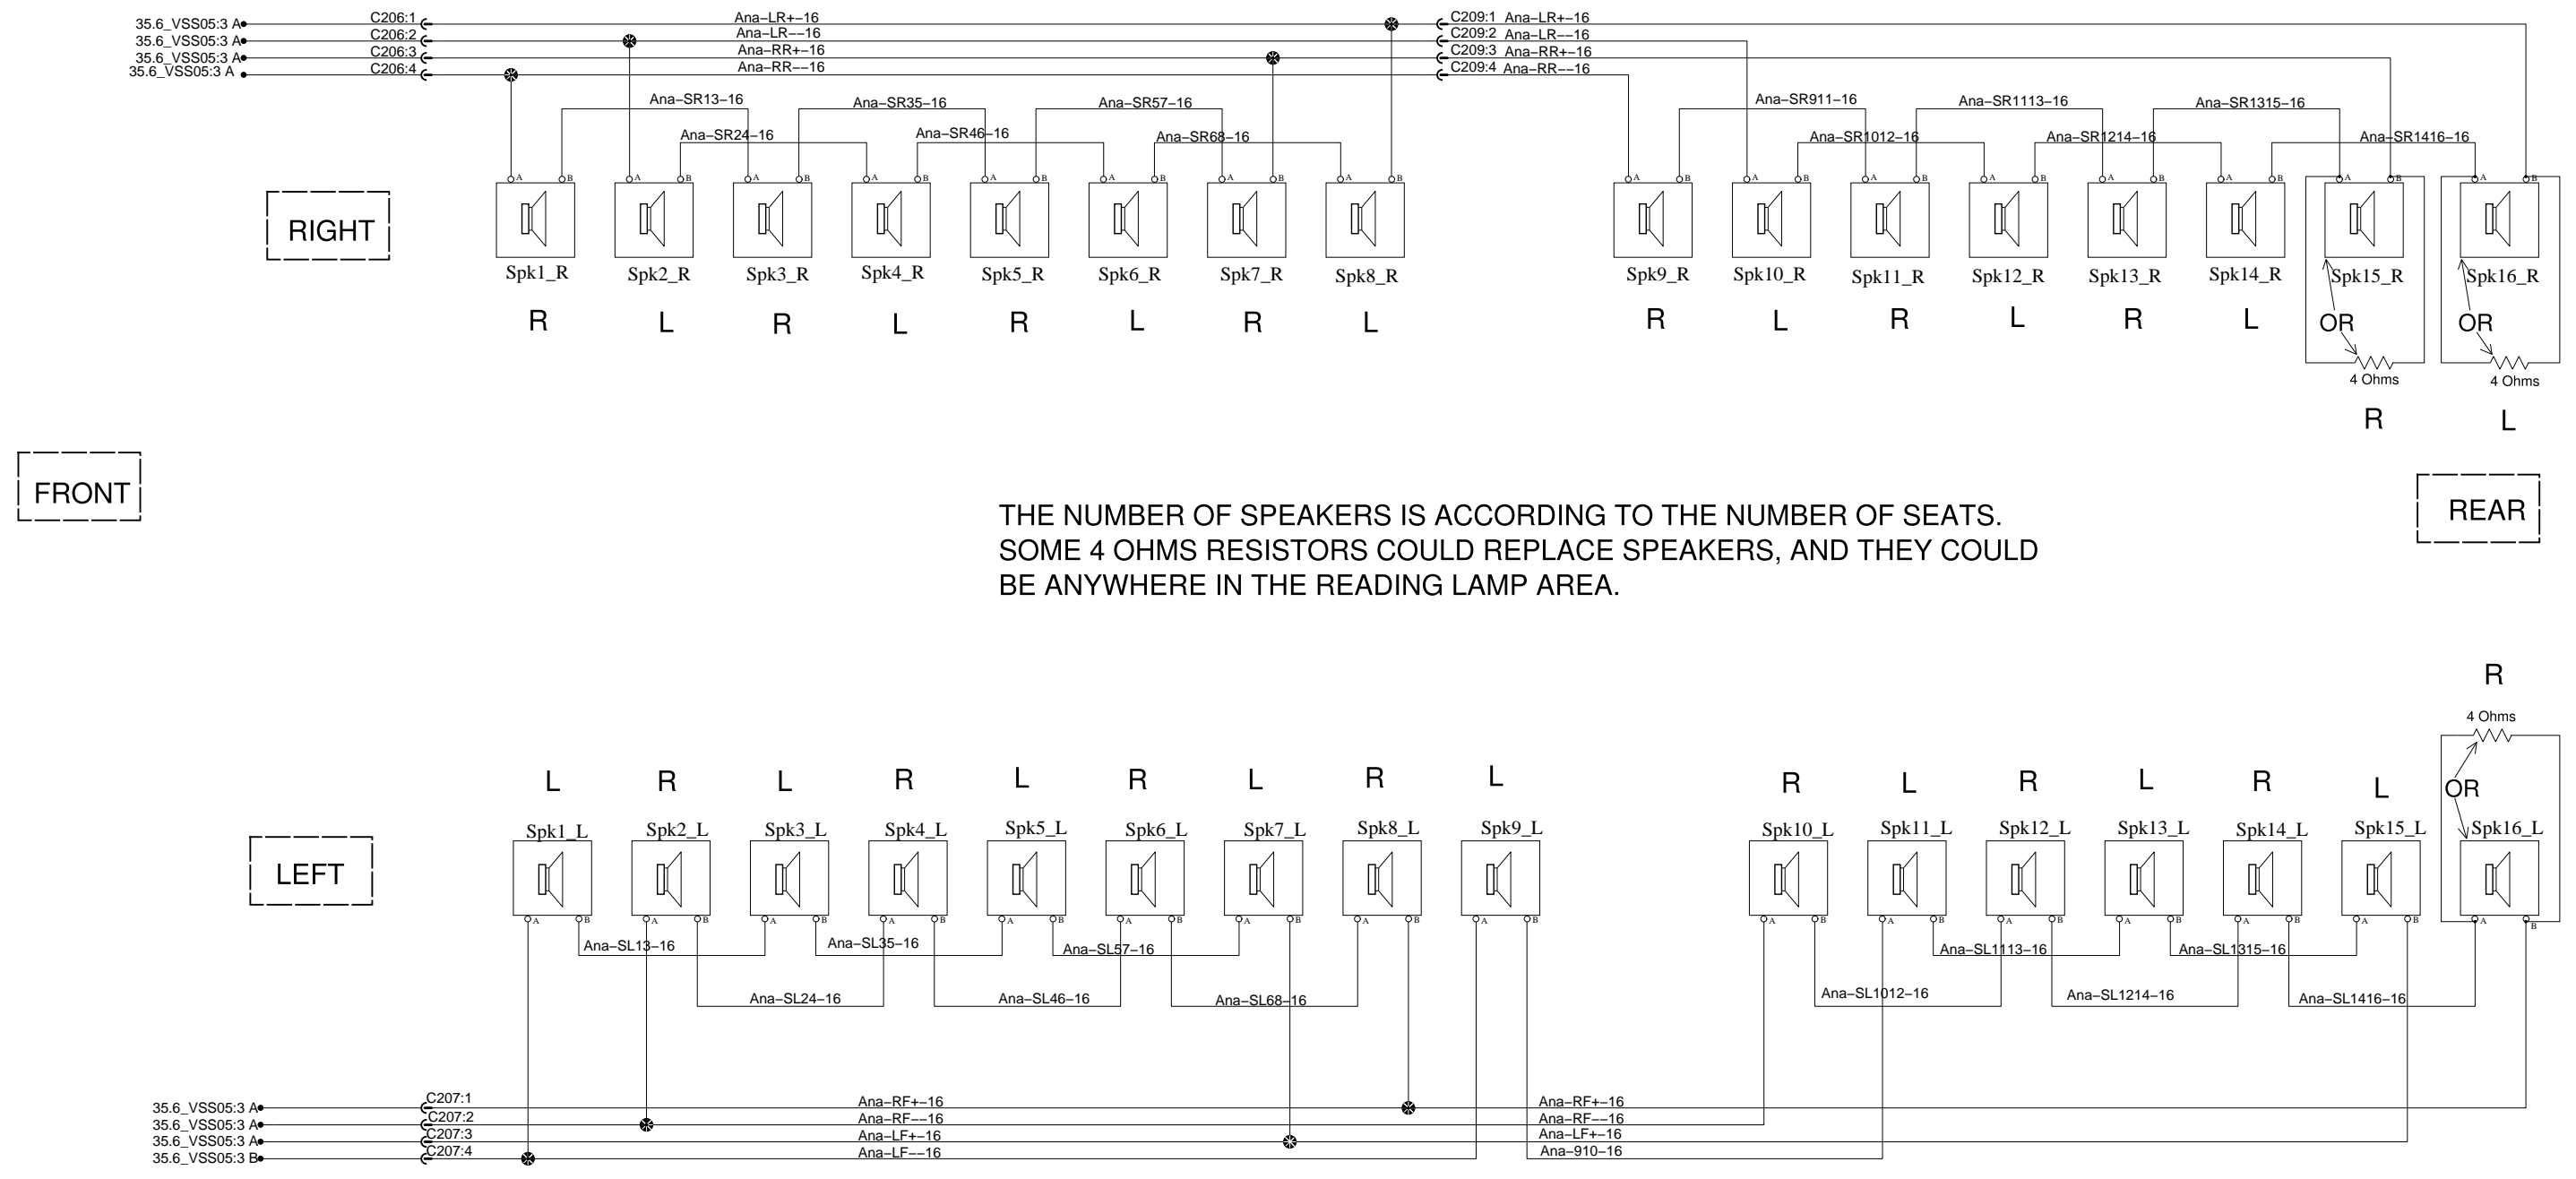 35.6_VSS05:3 A C206:1 Ana-LR+-16 C209:1 Ana-LR+-16
35.6_VSS05:3 A C206:2 Ana-LR--16 C209:2 Ana-LR--16
35.6_VSS05:3 A C206:3 Ana-RR+-16 C209:3 Ana-RR+-16
35.6_VSS05:3 A C206:4 Ana-RR--16 C209:4 Ana-RR--16
Ana-SR13-16 Ana-SR35-16 Ana-SR57-16 Ana-SR911-16 Ana-SR1113-16 Ana-SR1315-16
Ana-SR24-16 Ana-SR46-16 Ana-SR68-16 Ana-SR1012-16 Ana-SR1214-16 Ana-SR1416-16
A B A B A B A B A B A B A B A B A B A B A B A B A B A B A B A B
RIGHT
Spk1_R Spk2_R Spk3_R Spk4_R Spk5_R Spk6_R Spk7_R Spk8_R Spk9_R Spk10_R Spk11_R Spk12_R Spk13_R Spk14_R Spk15_R Spk16_R
R L R L R L R L R L R L R L OR OR
4 Ohms 4 Ohms
R L
FRONT
REAR
THE NUMBER OF SPEAKERS IS ACCORDING TO THE NUMBER OF SEATS.
SOME 4 OHMS RESISTORS COULD REPLACE SPEAKERS, AND THEY COULD
BE ANYWHERE IN THE READING LAMP AREA.
R
4 Ohms
L R L R L R L R L R L R L R L OR
Spk1_L Spk2_L Spk3_L Spk4_L Spk5_L Spk6_L Spk7_L Spk8_L Spk9_L Spk10_L Spk11_L Spk12_L Spk13_L Spk14_L Spk15_L Spk16_L
LEFT
A B A B A B A B A B A B A B A B A B A B A B A B A B A B A B A B
Ana-SL13-16 Ana-SL35-16 Ana-SL57-16 Ana-SL1113-16 Ana-SL1315-16
Ana-SL24-16 Ana-SL46-16 Ana-SL68-16 Ana-SL1012-16 Ana-SL1214-16 Ana-SL1416-16
35.6_VSS05:3 A C207:1 Ana-RF+-16 Ana-RF+-16
35.6_VSS05:3 A C207:2 Ana-RF--16 Ana-RF--16
35.6_VSS05:3 A C207:3 Ana-LF+-16 Ana-LF+-16
35.6_VSS05:3 B C207:4 Ana-LF--16 Ana-910-16